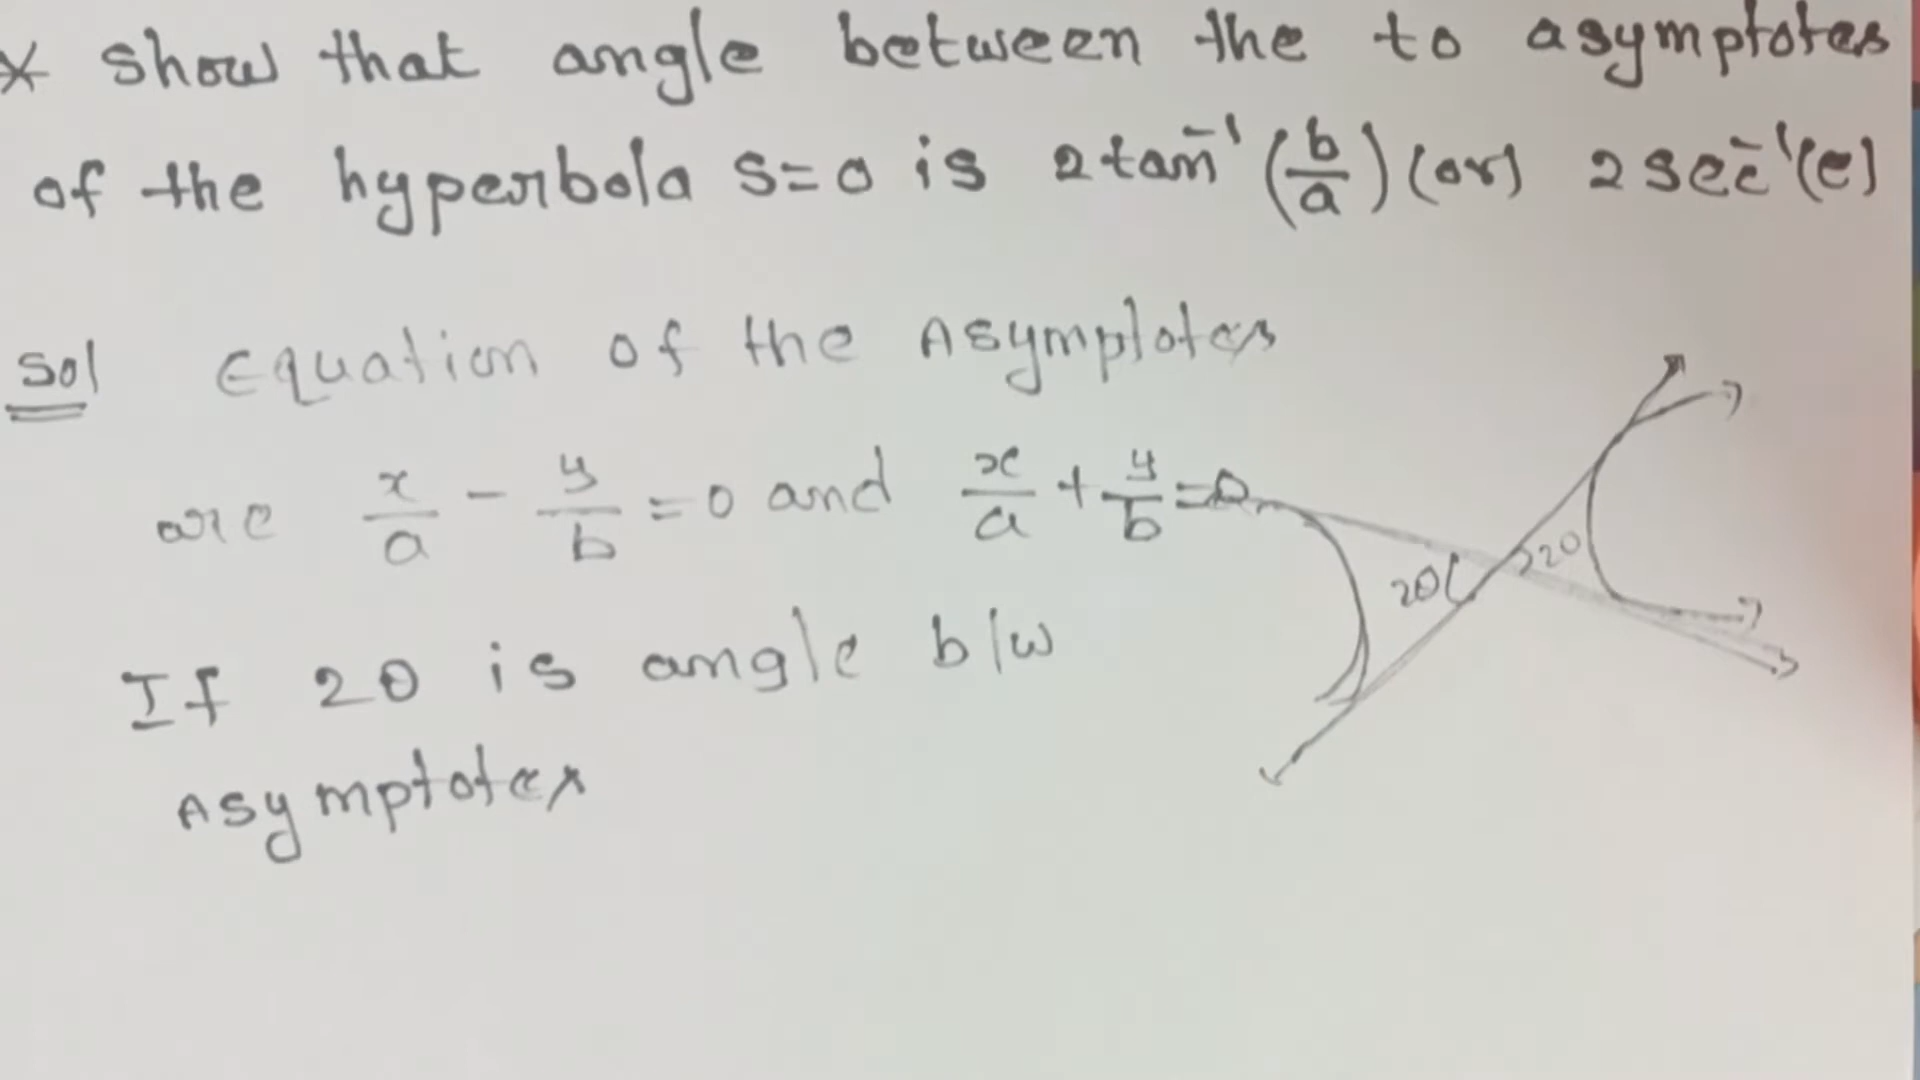 * show that angle between the to asymptotes
of the hyperbola S=0 is 2tan⁻¹(b/a)(or) 2sec⁻¹(e)
Sol Equation of the Asymptotes
are x/a - y/b =0 and x/a + y/b =0
2θ
2θ
If 2θ is angle b/w
Asymptotes